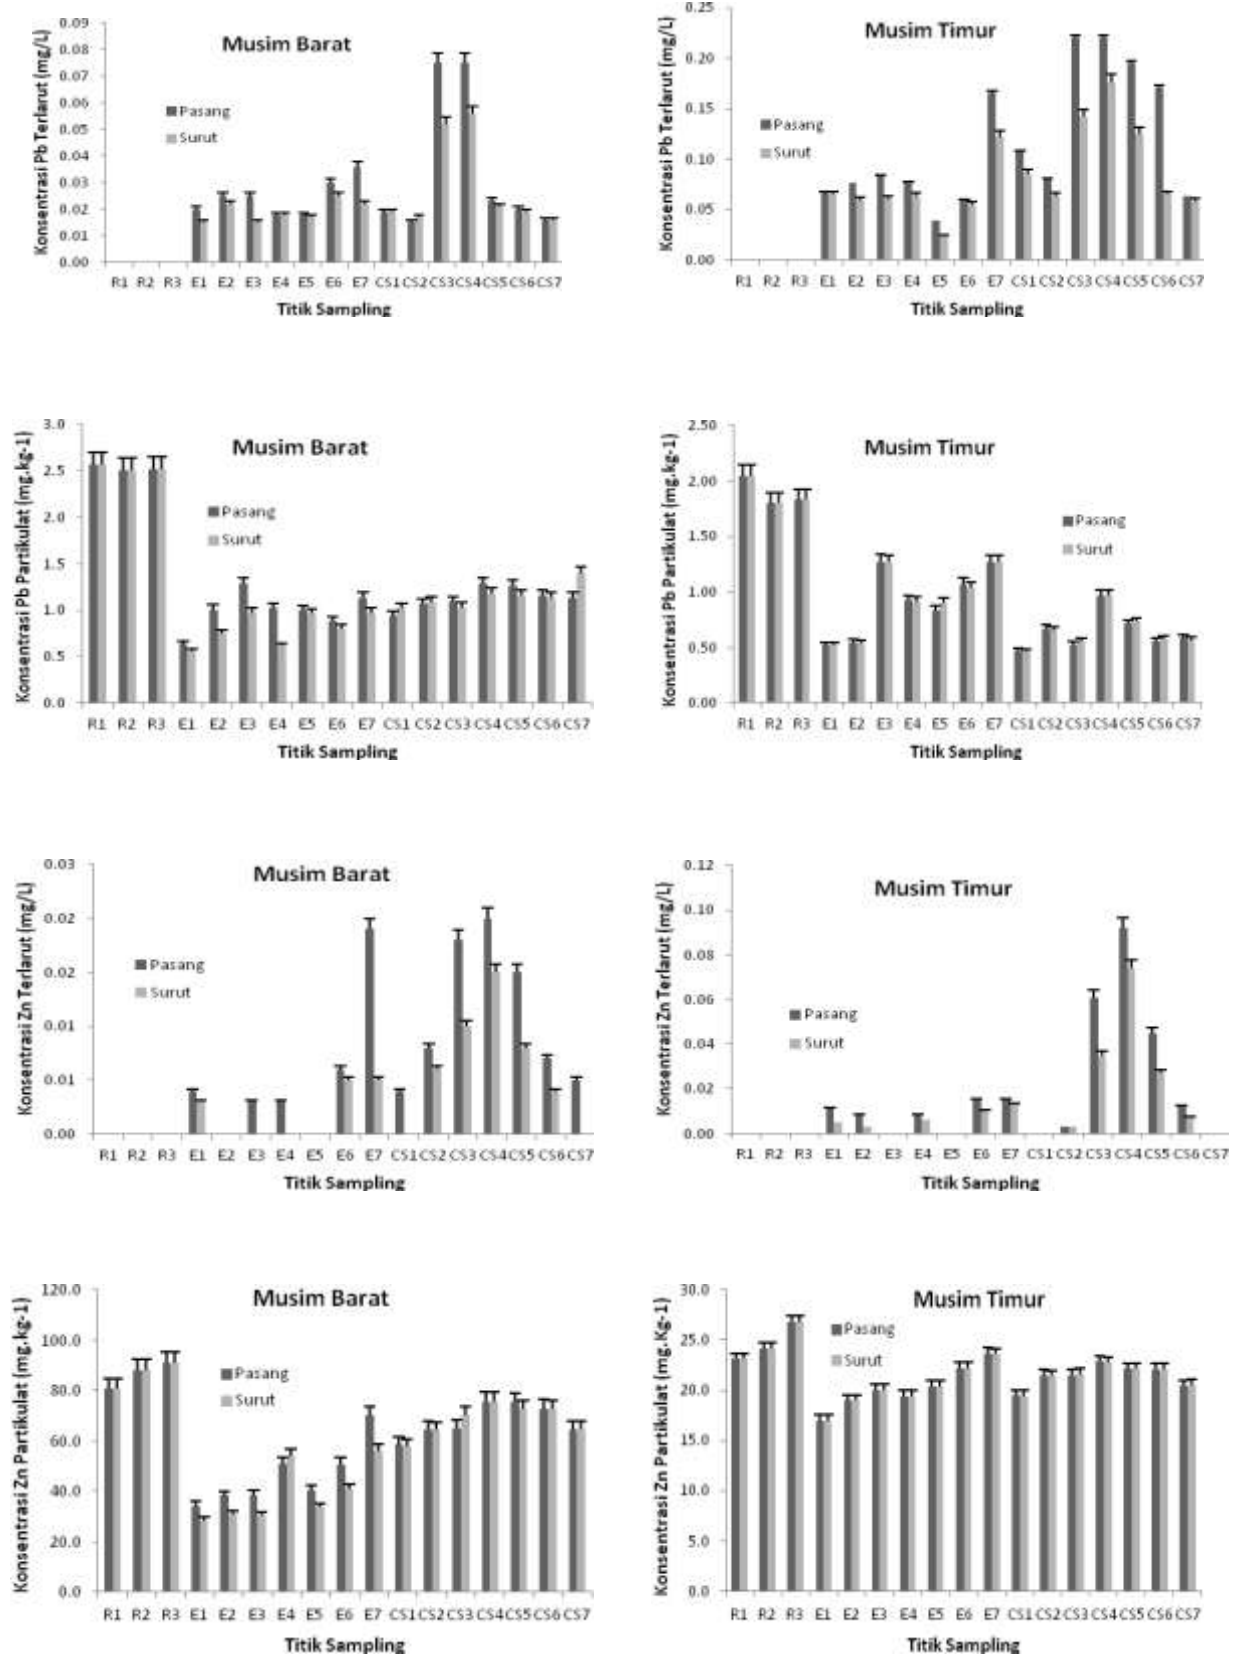 Musim Barat
Konsentrasi Pb Terlarut (mg/L)
0.09
0.08
0.07
0.06
0.05
0.04
0.03
0.02
0.01
0.00
Pasang
Surut
R1 R2 R3 E1 E2 E3 E4 E5 E6 E7 CS1 CS2 CS3 CS4 CS5 CS6 CS7
Titik Sampling
Musim Timur
Konsentrasi Pb Terlarut (mg/L)
0.25
0.20
0.15
0.10
0.05
0.00
Pasang
Surut
R1 R2 R3 E1 E2 E3 E4 E5 E6 E7 CS1 CS2 CS3 CS4 CS5 CS6 CS7
Titik Sampling
Musim Barat
Konsentrasi Pb Partikulat (mg.kg-1)
3.0
2.5
2.0
1.5
1.0
0.5
0.0
Pasang
Surut
R1 R2 R3 E1 E2 E3 E4 E5 E6 E7 CS1 CS2 CS3 CS4 CS5 CS6 CS7
Titik Sampling
Musim Timur
Konsentrasi Pb Partikulat (mg.kg-1)
2.50
2.00
1.50
1.00
0.50
0.00
Pasang
Surut
R1 R2 R3 E1 E2 E3 E4 E5 E6 E7 CS1 CS2 CS3 CS4 CS5 CS6 CS7
Titik Sampling
Musim Barat
Konsentrasi Zn Terlarut (mg/L)
0.03
0.02
0.02
0.01
0.01
0.00
Pasang
Surut
R1 R2 R3 E1 E2 E3 E4 E5 E6 E7 CS1 CS2 CS3 CS4 CS5 CS6 CS7
Titik Sampling
Musim Timur
Konsentrasi Zn Terlarut (mg/L)
0.12
0.10
0.08
0.06
0.04
0.02
0.00
Pasang
Surut
R1 R2 R3 E1 E2 E3 E4 E5 E6 E7 CS1 CS2 CS3 CS4 CS5 CS6 CS7
Titik Sampling
Musim Barat
Konsentrasi Zn Partikulat (mg.kg-1)
120.0
100.0
80.0
60.0
40.0
20.0
0.0
Pasang
Surut
R1 R2 R3 E1 E2 E3 E4 E5 E6 E7 CS1 CS2 CS3 CS4 CS5 CS6 CS7
Titik Sampling
Musim Timur
Konsentrasi Zn Partikulat (mg.Kg-1)
30.0
25.0
20.0
15.0
10.0
5.0
0.0
Pasang
Surut
R1 R2 R3 E1 E2 E3 E4 E5 E6 E7 CS1 CS2 CS3 CS4 CS5 CS6 CS7
Titik Sampling